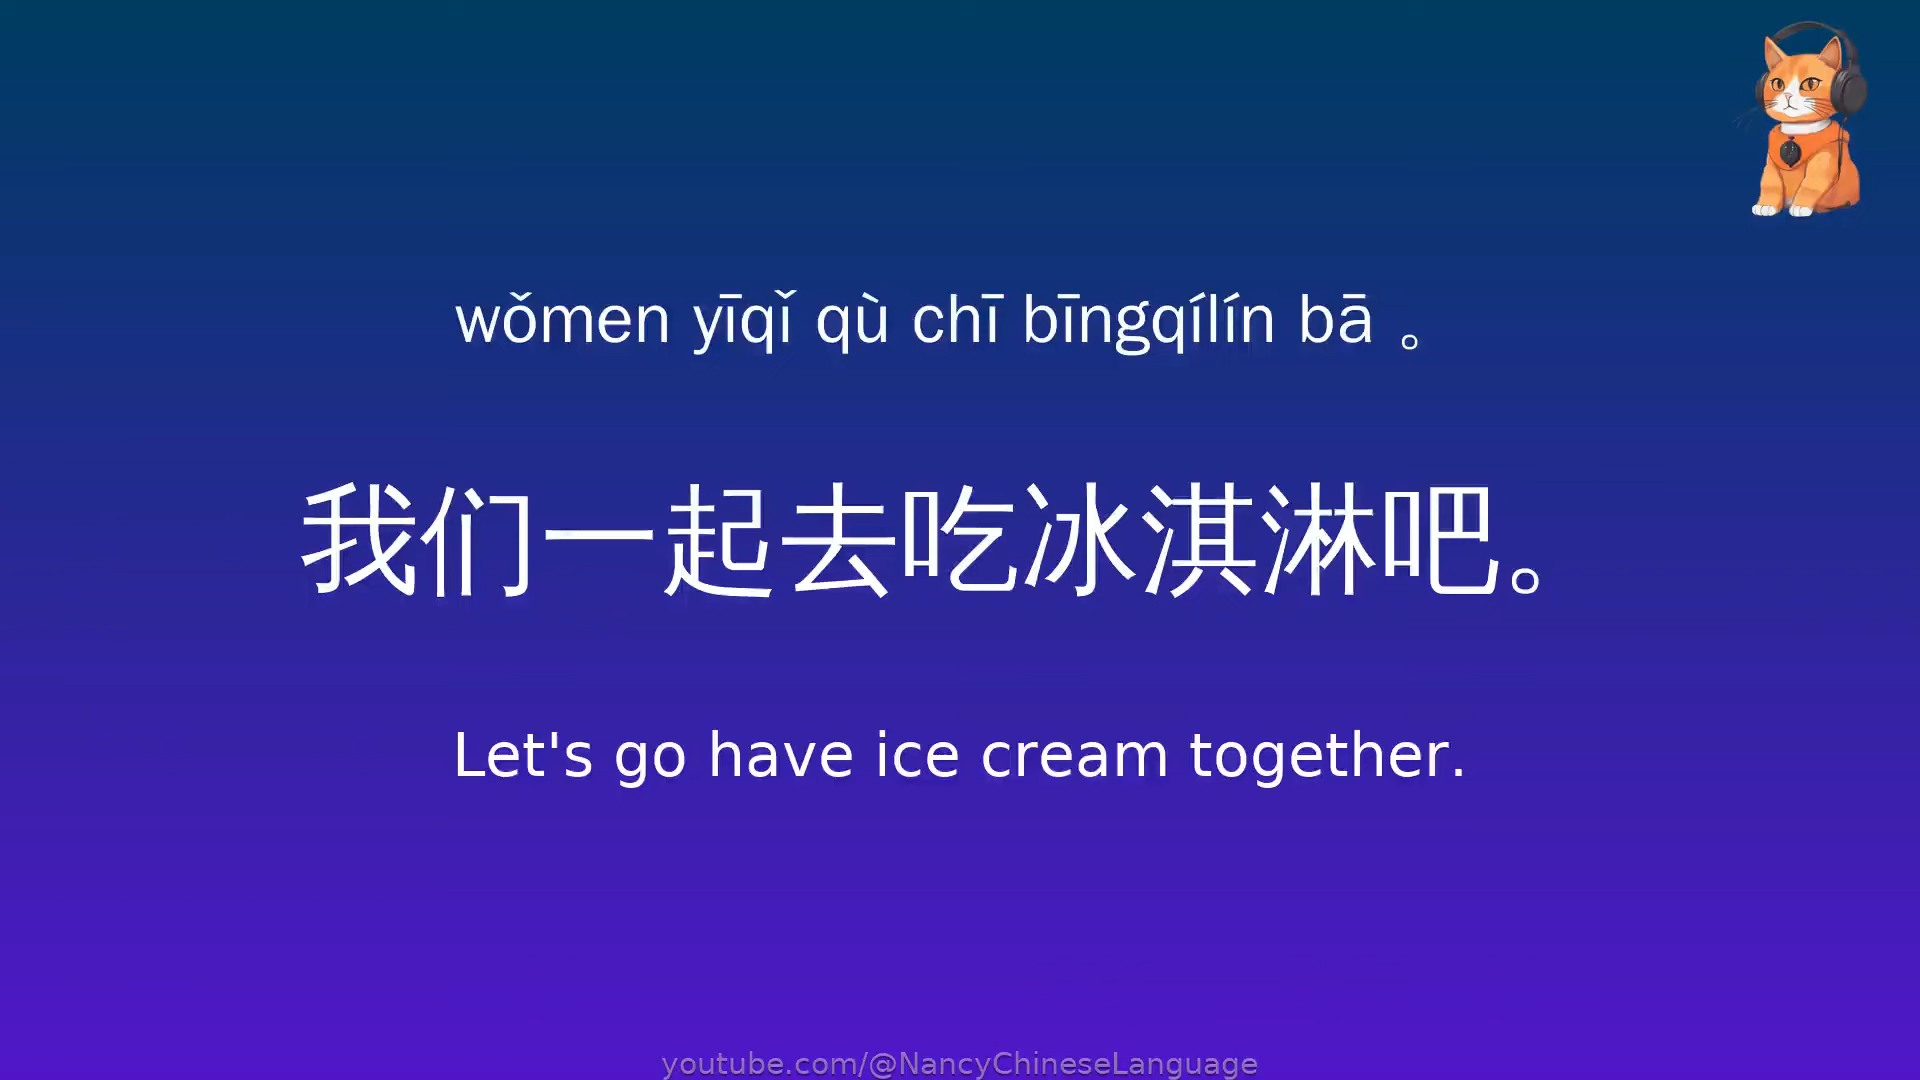 wǒmen yīqǐ qù chī bīngqílín bā 。
我们一起去吃冰淇淋吧。
Let's go have ice cream together.
youtube.com/@NancyChineseLanguage